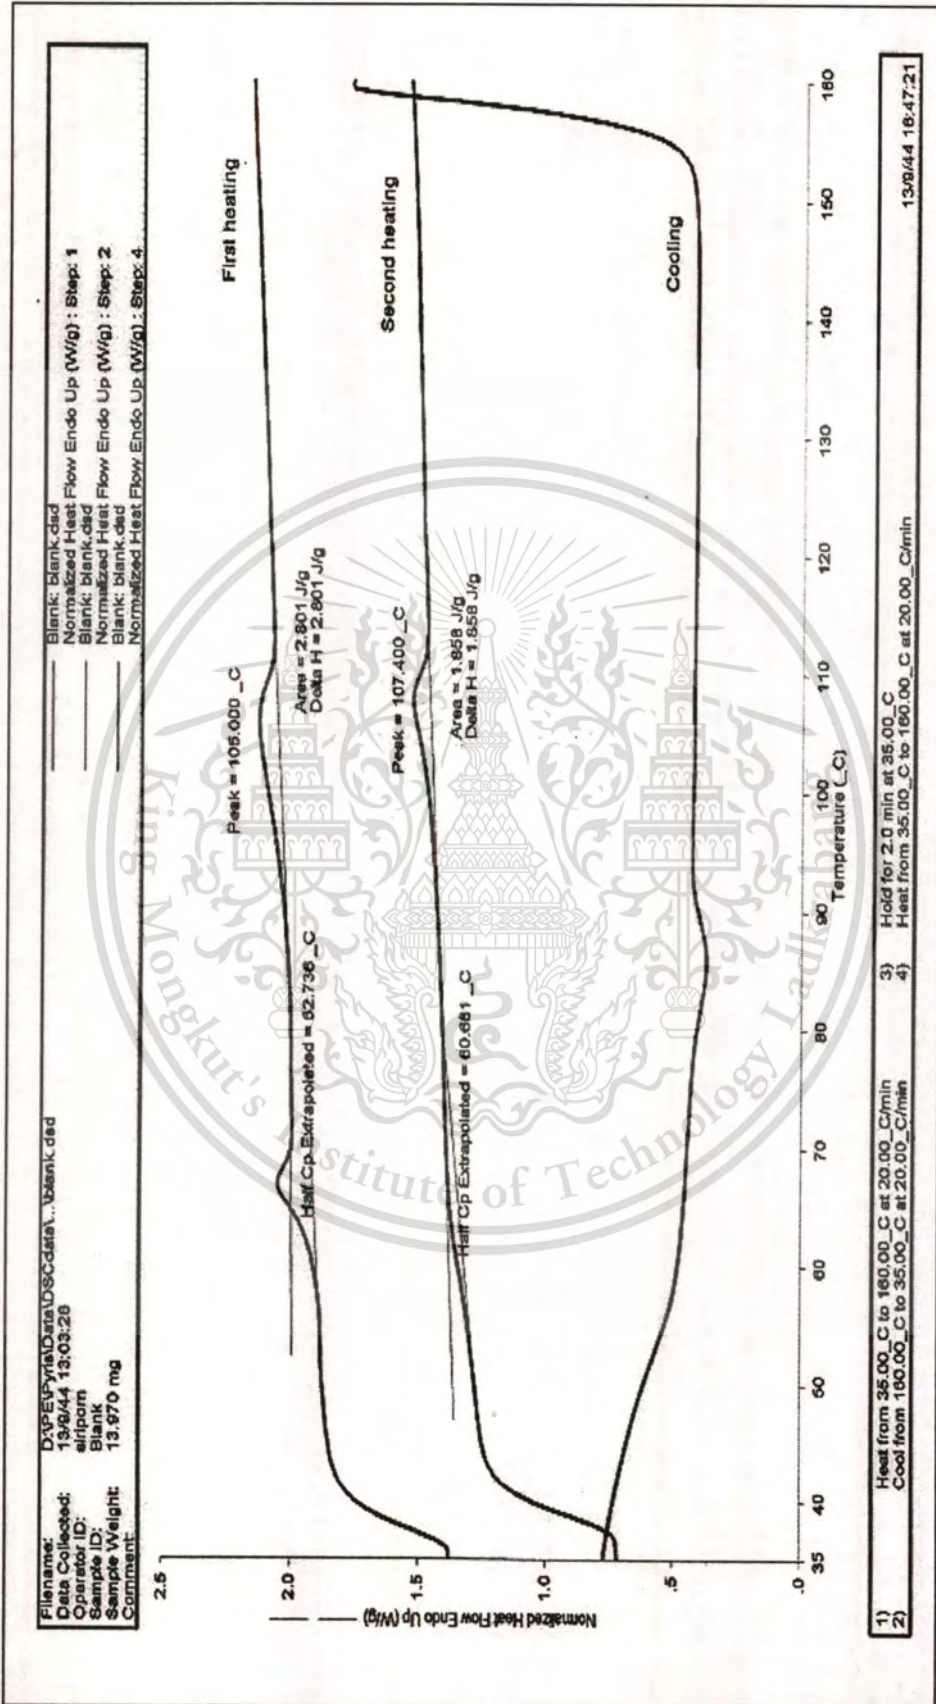 Filename: D:\PE\Pyris\Data\DSCdata\...\blank.dsd
Data Collected: 13/9/44 13:03:28
Operator ID: siriporn
Sample ID: Blank
Sample Weight: 13.970 mg
Comment:
Blank: blank.dsd
Normalized Heat Flow Endo Up (W/g) : Step: 1
Blank: blank.dsd
Normalized Heat Flow Endo Up (W/g) : Step: 2
Blank: blank.dsd
Normalized Heat Flow Endo Up (W/g) : Step: 4
Normalized Heat Flow Endo Up (W/g)
2.5
2.0
1.5
1.0
.5
.0
First heating
Peak = 105.000 _C
Area = 2.801 J/g
Delta H = 2.801 J/g
Half Cp Extrapolated = 62.736 _C
Second heating
Peak = 107.400 _C
Area = 1.858 J/g
Delta H = 1.858 J/g
Half Cp Extrapolated = 60.661 _C
Cooling
35 40 50 60 70 80 90 100 110 120 130 140 150 160
Temperature (_C)
King Mongkut's Institute of Technology Ladkrabang
1) Heat from 35.00_C to 160.00_C at 20.00_C/min
2) Cool from 160.00_C to 35.00_C at 20.00_C/min
3) Hold for 2.0 min at 35.00_C
4) Heat from 35.00_C to 160.00_C at 20.00_C/min
13/9/44 16:47:21